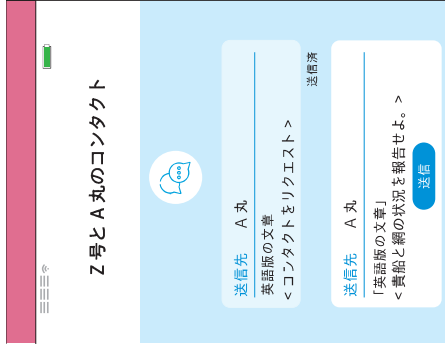 Z号とA丸のコンタクト
送信先 A丸
英語版の文章
<コンタクトをリクエスト>
送信済
送信先 A丸
「英語版の文章」
<貴船と網の状況を報告せよ。>
送信